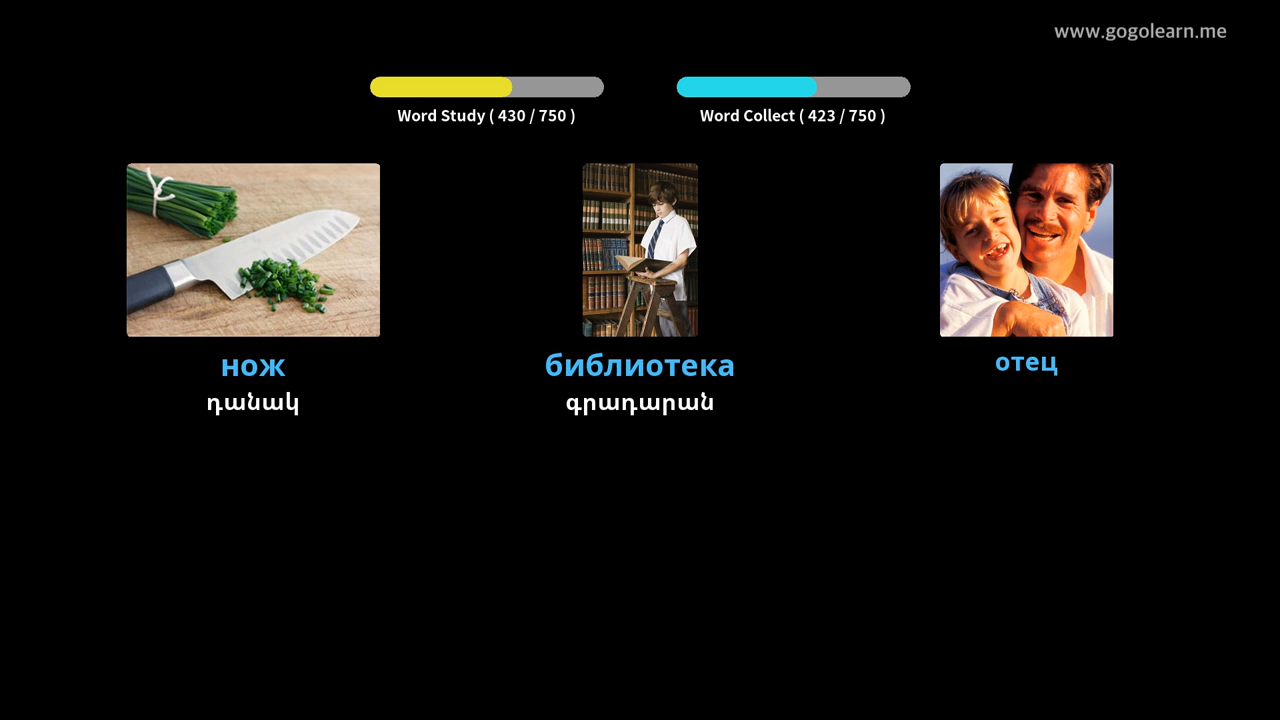 www.gogolearn.me
Word Study ( 430 / 750 )
Word Collect ( 423 / 750 )
нож
դանակ
библиотека
գրադարան
отец